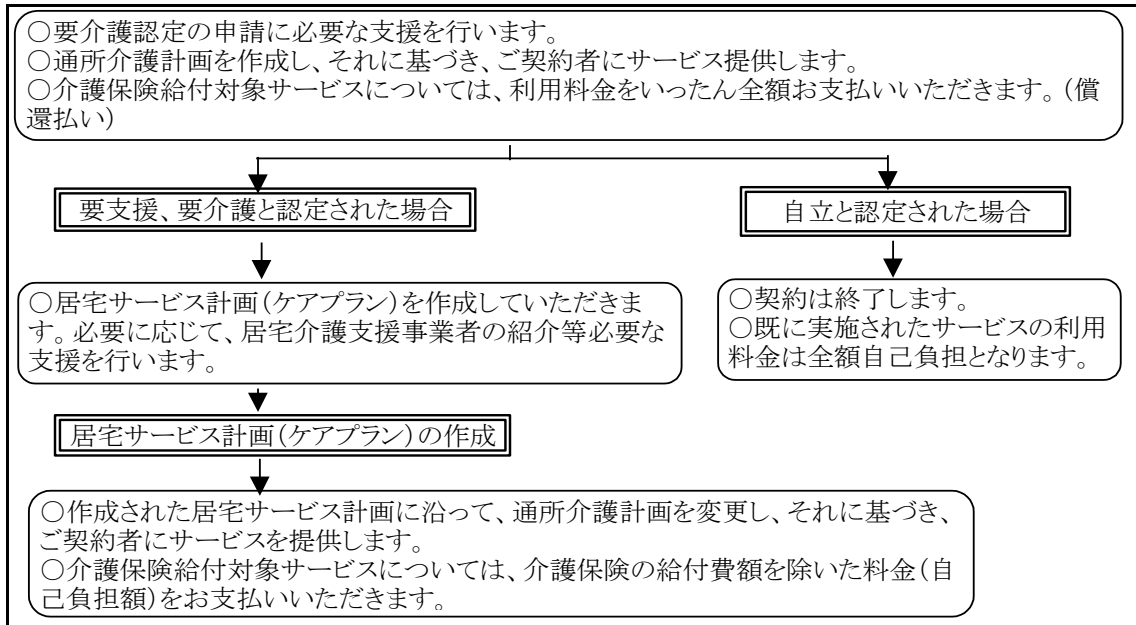 ○要介護認定の申請に必要な支援を行います。
○通所介護計画を作成し、それに基づき、ご契約者にサービス提供します。
○介護保険給付対象サービスについては、利用料金をいったん全額お支払いいただきます。(償
還払い)
要支援、要介護と認定された場合
自立と認定された場合
○居宅サービス計画(ケアプラン)を作成していただきま
す。必要に応じて、居宅介護支援事業者の紹介等必要な
支援を行います。
○契約は終了します。
○既に実施されたサービスの利用
料金は全額自己負担となります。
居宅サービス計画(ケアプラン)の作成
○作成された居宅サービス計画に沿って、通所介護計画を変更し、それに基づき、
ご契約者にサービスを提供します。
○介護保険給付対象サービスについては、介護保険の給付費額を除いた料金(自
己負担額)をお支払いいただきます。